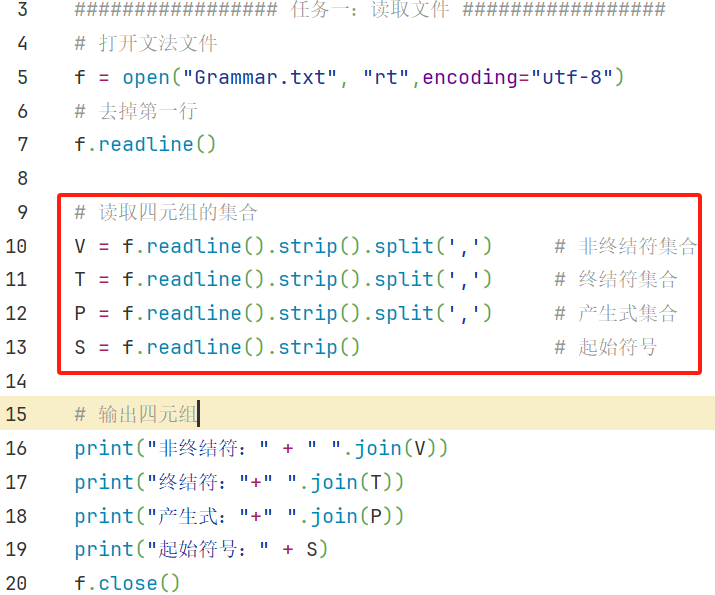 3 ################# 任务一：读取文件 #################
4 # 打开文法文件
5 f = open("Grammar.txt", "rt",encoding="utf-8")
6 # 去掉第一行
7 f.readline()
8
9 # 读取四元组的集合
10 V = f.readline().strip().split(',') # 非终结符集合
11 T = f.readline().strip().split(',') # 终结符集合
12 P = f.readline().strip().split(',') # 产生式集合
13 S = f.readline().strip() # 起始符号
14
15 # 输出四元组
16 print("非终结符：" + " ".join(V))
17 print("终结符："+" ".join(T))
18 print("产生式："+" ".join(P))
19 print("起始符号：" + S)
20 f.close()